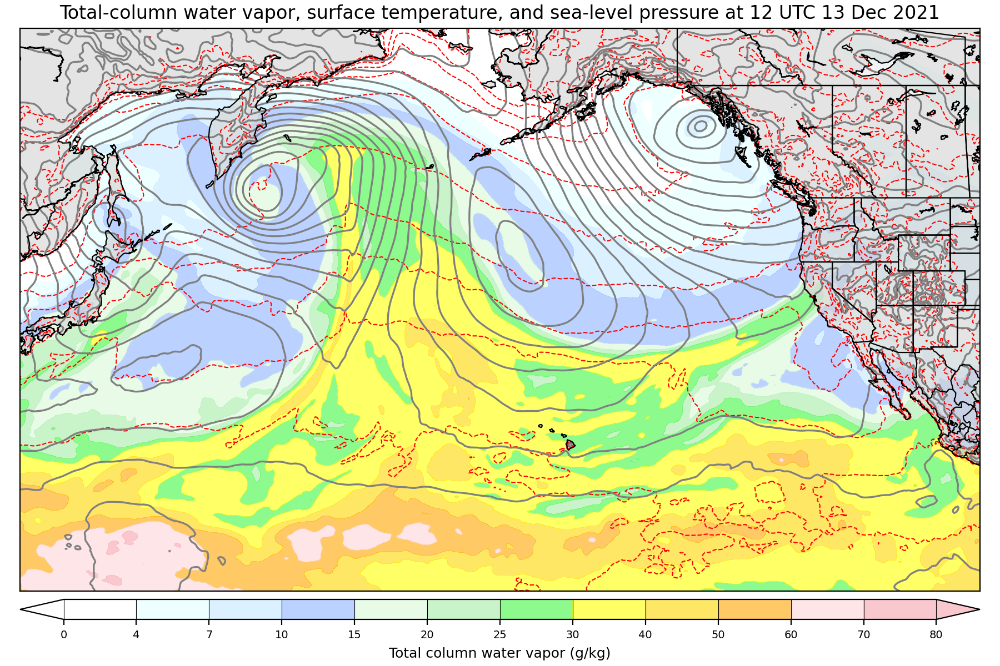 Total-column water vapor, surface temperature, and sea-level pressure at 12 UTC 13 Dec 2021
0 4 7 10 15 20 25 30 40 50 60 70 80
Total column water vapor (g/kg)